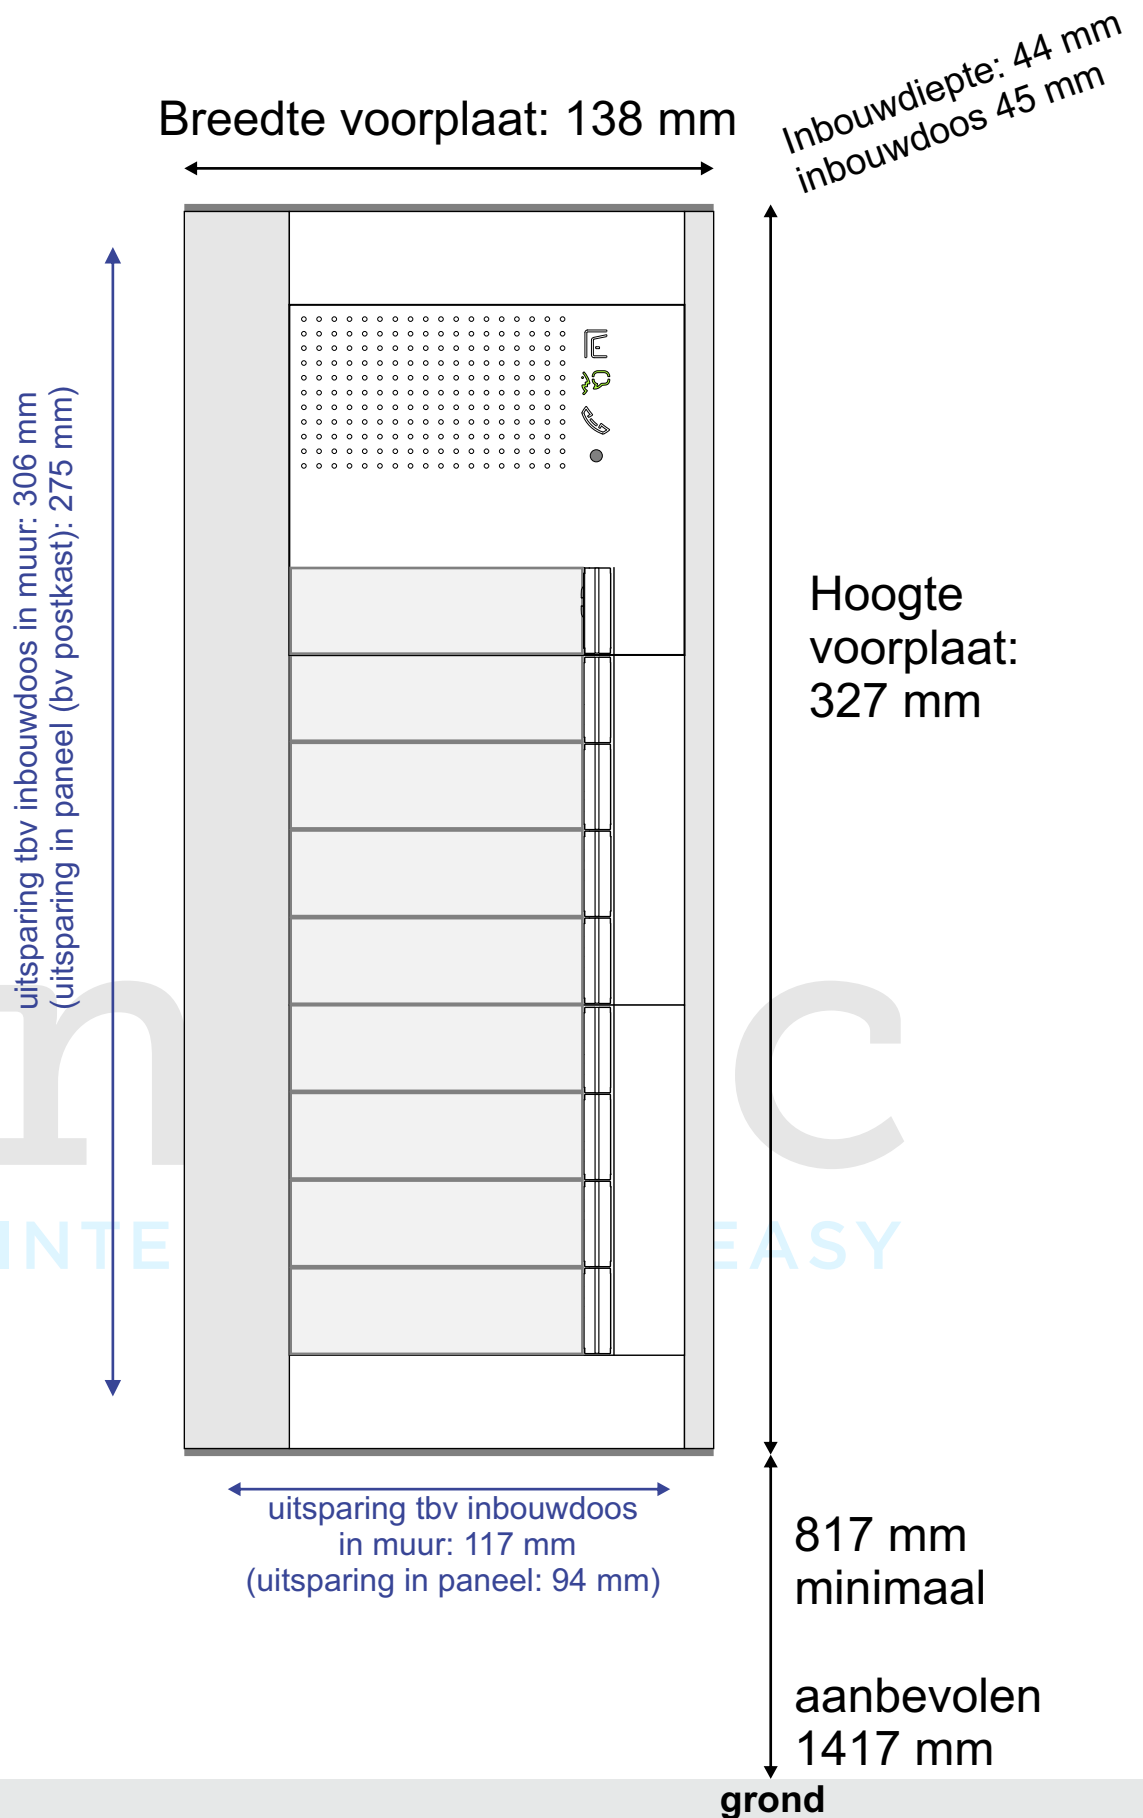 Inbouwdiepte: 44 mm
inbouwdoos 45 mm
Breedte voorplaat: 138 mm
uitsparing tbv inbouwdoos in muur: 306 mm
(uitsparing in paneel (bv postkast): 275 mm)
Hoogte
voorplaat:
327 mm
uitsparing tbv inbouwdoos
in muur: 117 mm
(uitsparing in paneel: 94 mm)
817 mm
minimaal
aanbevolen
1417 mm
grond